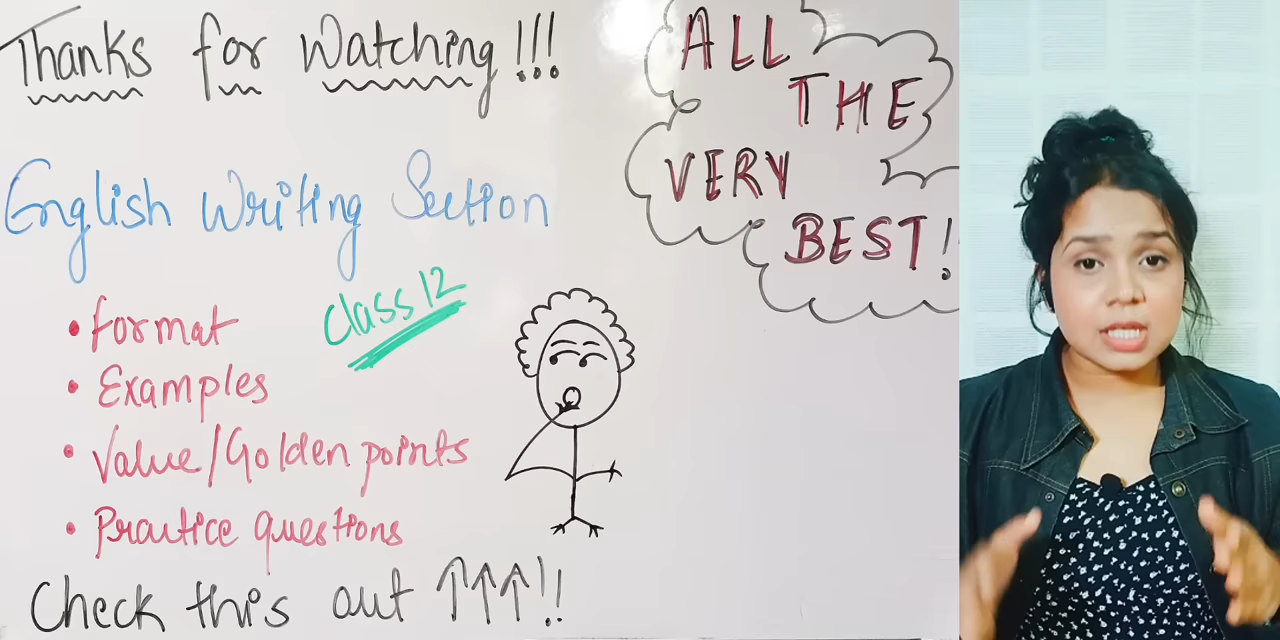 Thanks for Watching!!!
ALL
THE
VERY
BEST!
English Writing Section
Class 12
• format
• Examples
• Value/Golden points
• Practice questions
Check this out ↑↑↑!!